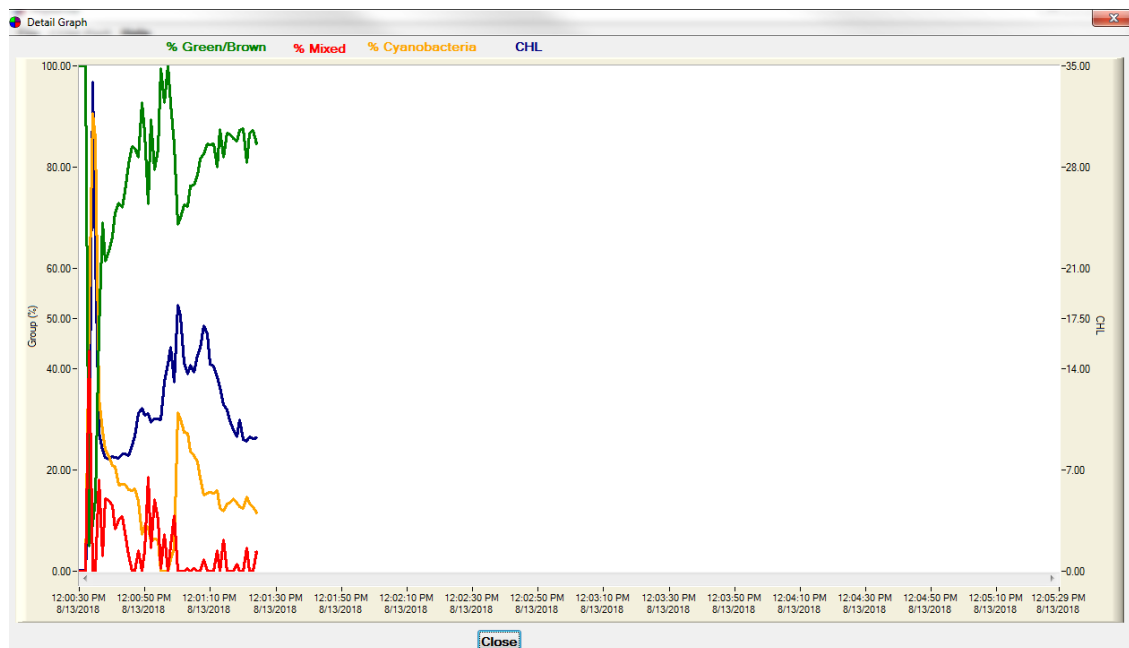 Detail Graph
x
% Green/Brown % Mixed % Cyanobacteria CHL
100.00 35.00
80.00 28.00
60.00 21.00
50.00 17.50
Group (%) CHL
40.00 14.00
20.00 7.00
0.00 0.00
12:00:30 PM 12:00:50 PM 12:01:10 PM 12:01:30 PM 12:01:50 PM 12:02:10 PM 12:02:30 PM 12:02:50 PM 12:03:10 PM 12:03:30 PM 12:03:50 PM 12:04:10 PM 12:04:30 PM 12:04:50 PM 12:05:10 PM 12:05:29 PM
8/13/2018 8/13/2018 8/13/2018 8/13/2018 8/13/2018 8/13/2018 8/13/2018 8/13/2018 8/13/2018 8/13/2018 8/13/2018 8/13/2018 8/13/2018 8/13/2018 8/13/2018 8/13/2018
Close